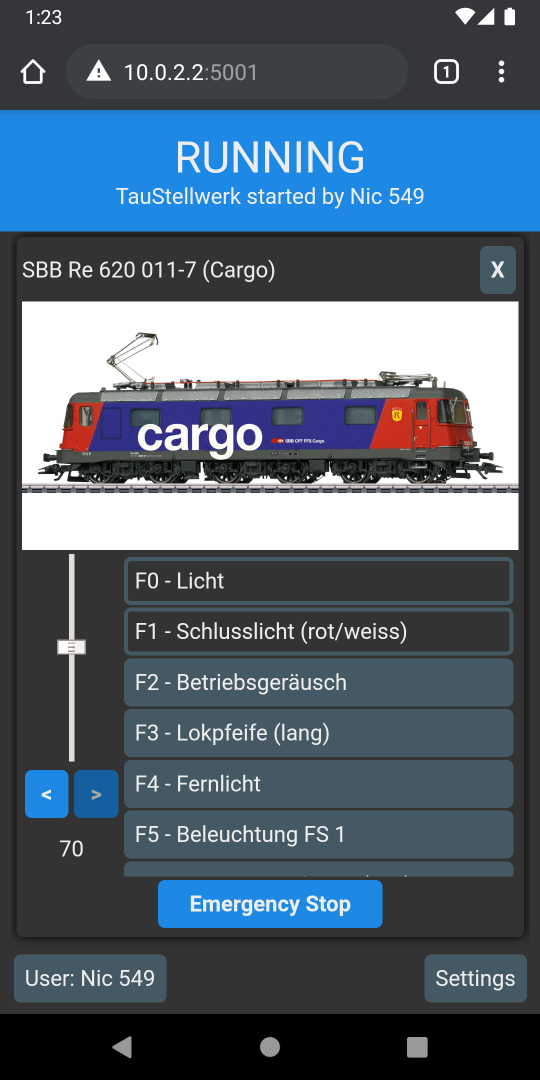 1:23
10.0.2.2:5001
1
RUNNING
TauStellwerk started by Nic 549
SBB Re 620 011-7 (Cargo)
X
cargo
SBB CFF FFS Cargo
F0 - Licht
F1 - Schlusslicht (rot/weiss)
F2 - Betriebsgeräusch
F3 - Lokpfeife (lang)
F4 - Fernlicht
< >
F5 - Beleuchtung FS 1
70
Emergency Stop
User: Nic 549
Settings